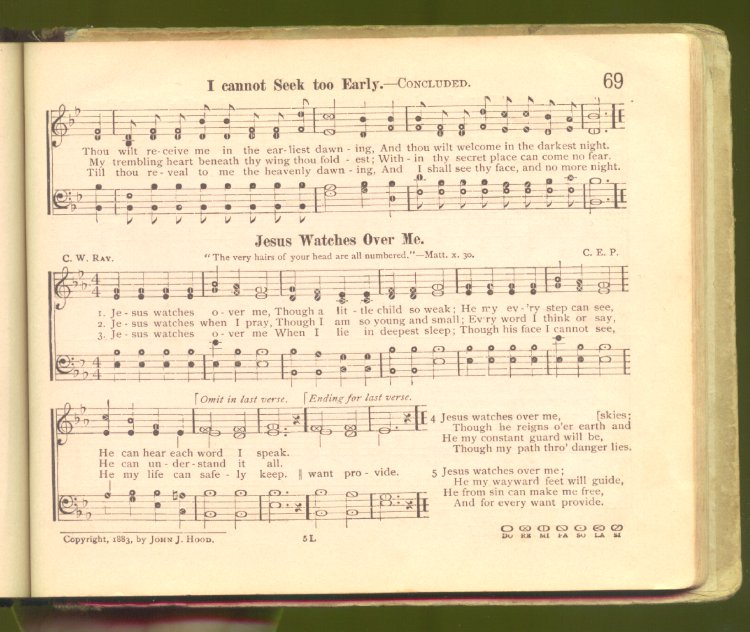 I cannot Seek too Early.—CONCLUDED. 69
Thou wilt re-ceive me in the ear-liest dawn-ing, And thou wilt welcome in the darkest night.
My trembling heart beneath thy wing thou fold-est; With-in thy secret place can come no fear.
Till thou re-veal to me the heavenly dawn-ing, And I shall see thy face, and no more night.
Jesus Watches Over Me.
C. W. RAY. "The very hairs of your head are all numbered."—Matt. x. 30. C. E. P.
1. Je-sus watches o-ver me, Though a lit-tle child so weak; He my ev-'ry step can see,
2. Je-sus watches when I pray, Though I am so young and small; Ev'ry word I think or say,
3. Je-sus watches o-ver me When I lie in deepest sleep; Though his face I cannot see,
[Omit in last verse. [Ending for last verse.
He can hear each word I speak.
He can un-der-stand it all.
He my life can safe-ly keep. || want pro-vide.
4 Jesus watches over me, [skies;
Though he reigns o'er earth and
He my constant guard will be,
Though my path thro' danger lies.
5 Jesus watches over me;
He my wayward feet will guide,
He from sin can make me free,
And for every want provide.
DO RE MI FA SO LA SI
Copyright, 1883, by JOHN J. HOOD. 5 L